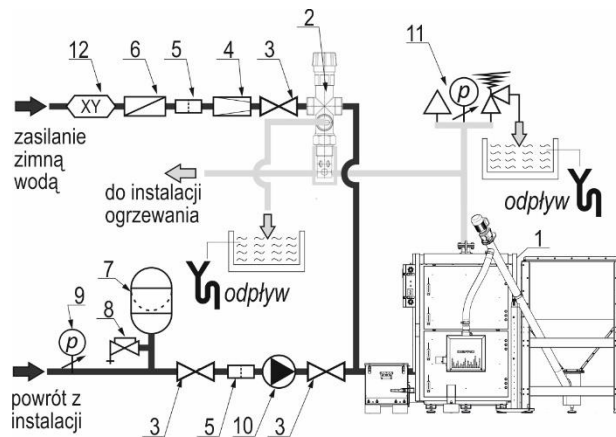 12 6 5 4 3 2 11
XY
p
zasilanie
zimną
wodą
do instalacji
ogrzewania
odpływ
odpływ
1
7
9 8
p
powrót z
instalacji
3 5 10 3